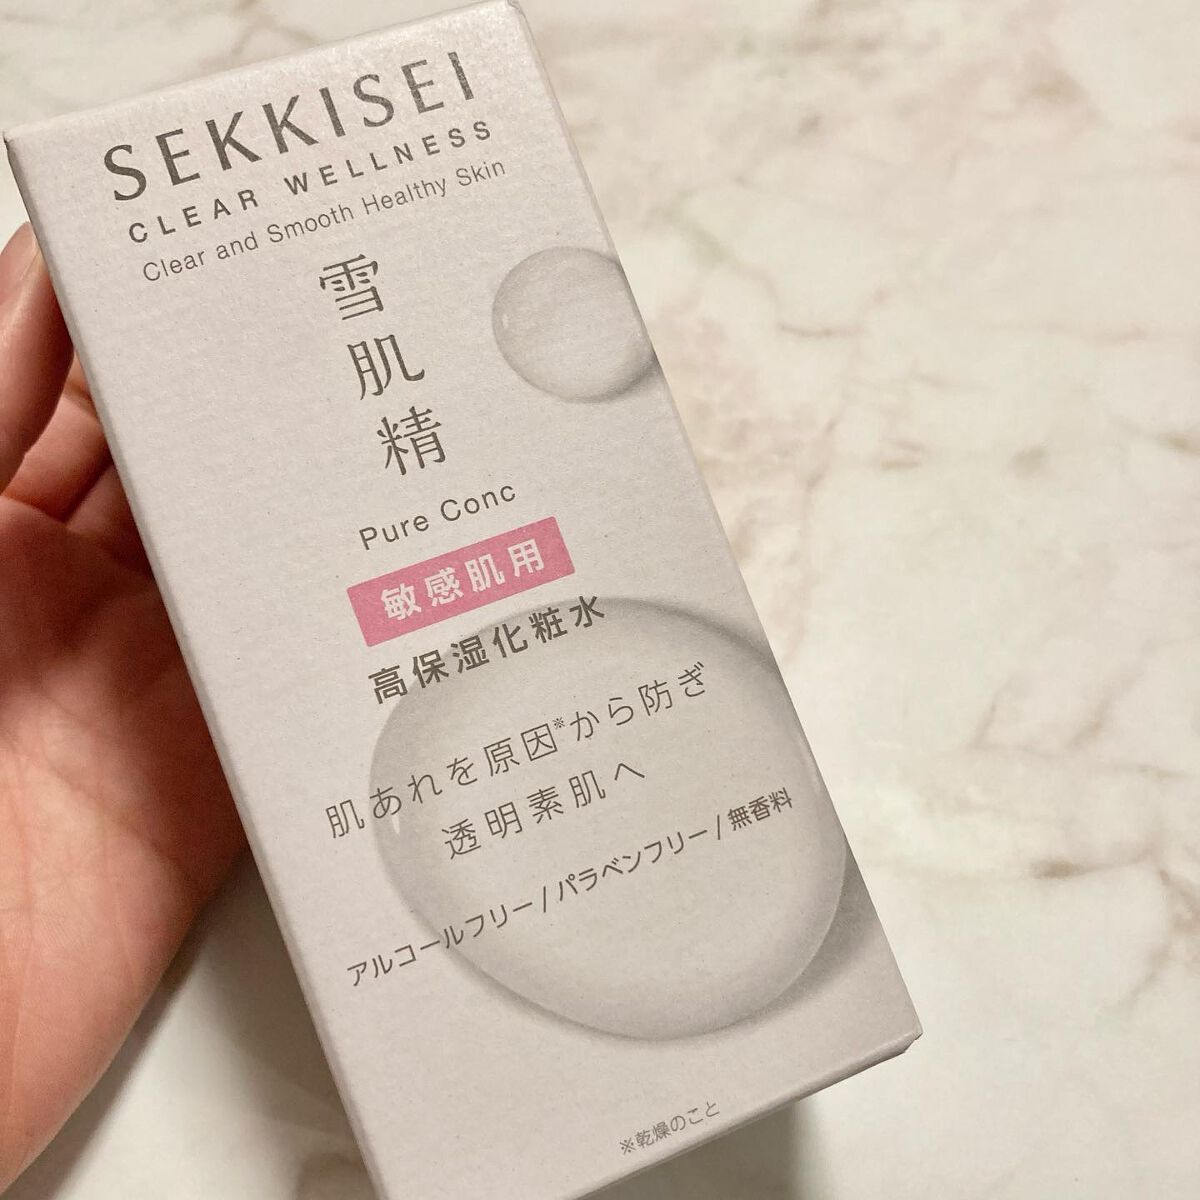 SEKKISEI
CLEAR WELLNESS
Clear and Smooth Healthy Skin
雪肌精
Pure Conc
敏感肌用
高保湿化粧水
肌あれを原因※から防ぎ
透明素肌へ
アルコールフリー/パラベンフリー/無香料
※乾燥のこと